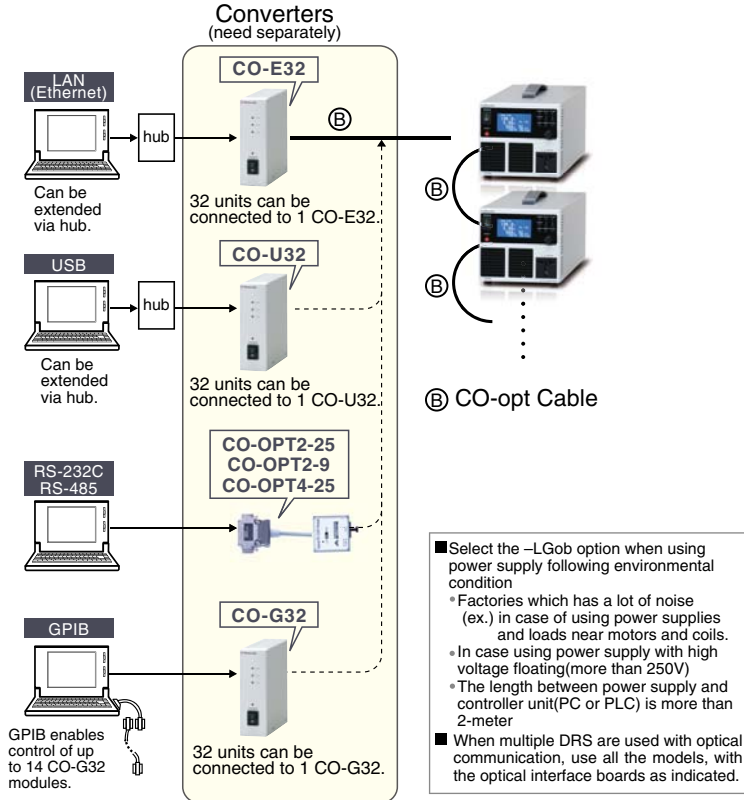 Converters
(need separately)
LAN
(Ethernet)
hub
Can be
extended
via hub.
CO-E32
32 units can be
connected to 1 CO-E32.
B
B
B
USB
hub
Can be
extended
via hub.
CO-U32
32 units can be
connected to 1 CO-U32.
B CO-opt Cable
RS-232C
RS-485
CO-OPT2-25
CO-OPT2-9
CO-OPT4-25
GPIB
GPIB enables
control of up
to 14 CO-G32
modules.
CO-G32
32 units can be
connected to 1 CO-G32.
■Select the –LGob option when using
power supply following environmental
condition
•Factories which has a lot of noise
(ex.) in case of using power supplies
and loads near motors and coils.
•In case using power supply with high
voltage floating(more than 250V)
•The length between power supply and
controller unit(PC or PLC) is more than
2-meter
■ When multiple DRS are used with optical
communication, use all the models, with
the optical interface boards as indicated.